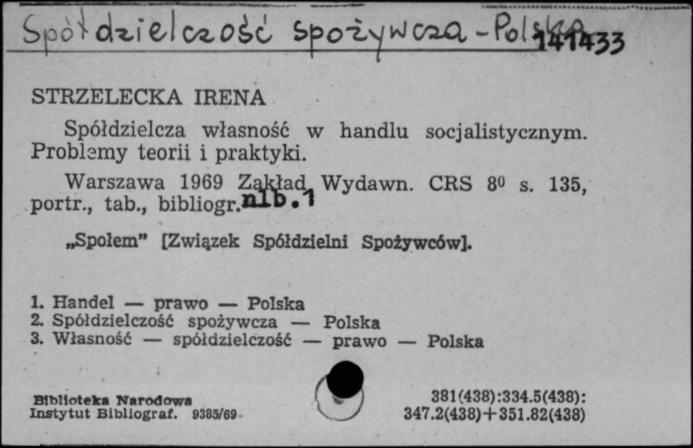 Spółdzielczość spożywcza - Polska
141433
STRZELECKA IRENA
Spółdzielcza własność w handlu socjalistycznym.
Problemy teorii i praktyki.
Warszawa 1969 Zakład Wydawn. CRS 8⁰ s. 135,
portr., tab., bibliogr. nlb. 1
„Społem” [Związek Spółdzielni Spożywców].
1. Handel — prawo — Polska
2. Spółdzielczość spożywcza — Polska
3. Własność — spółdzielczość — prawo — Polska
Biblioteka Narodowa
Instytut Bibliograf. 9385/69
381(438):334.5(438):
347.2(438)+351.82(438)